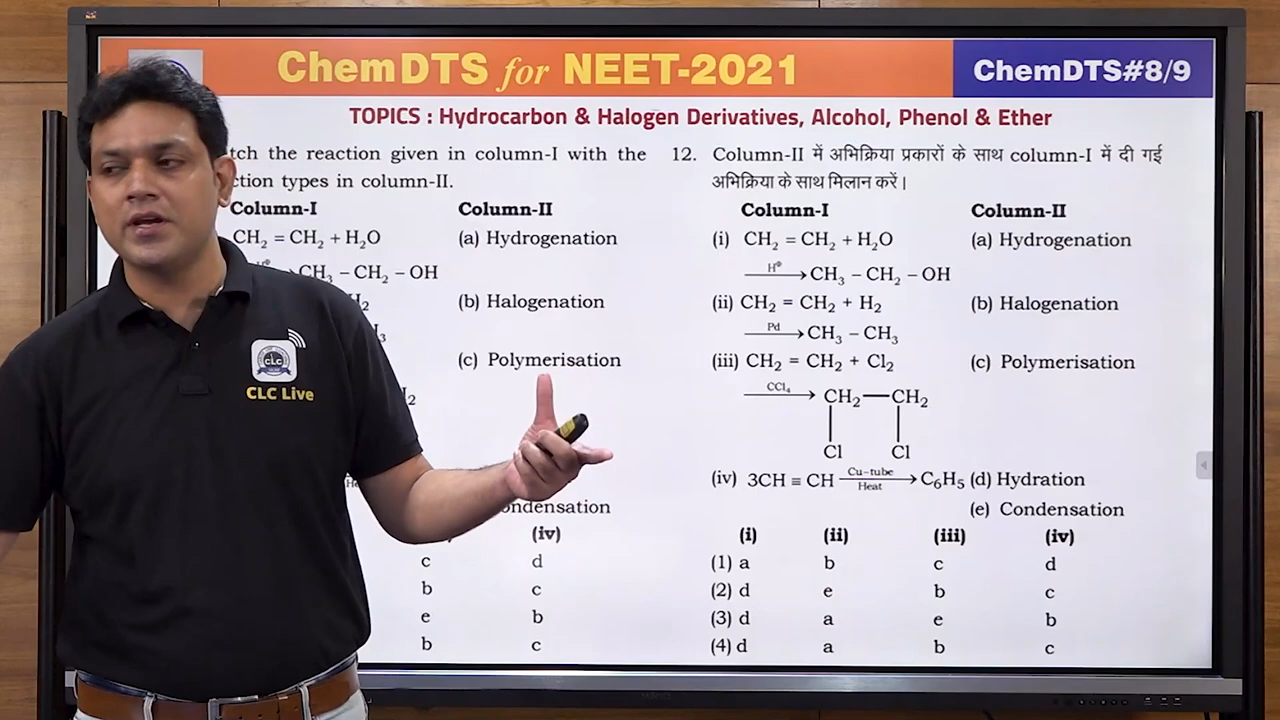 ChemDTS for NEET-2021
ChemDTS#8/9
TOPICS : Hydrocarbon & Halogen Derivatives, Alcohol, Phenol & Ether
the reaction given in column-I with the
types in column-II.
Column-I Column-II
CH₂ = CH₂ + H₂O (a) Hydrogenation
CH₃ − CH₂ − OH
(b) Halogenation
(c) Polymerisation
(iv)
c d
b c
e b
b c
12. Column-II में अभिक्रिया प्रकारों के साथ column-I में दी गई
अभिक्रिया के साथ मिलान करें।
Column-I Column-II
(i) CH₂ = CH₂ + H₂O (a) Hydrogenation
H⊕ → CH₃ − CH₂ − OH
(ii) CH₂ = CH₂ + H₂ (b) Halogenation
Pd → CH₃ − CH₃
(iii) CH₂ = CH₂ + Cl₂ (c) Polymerisation
CCl₄ → CH₂ — CH₂
Cl Cl
(iv) 3CH ≡ CH Cu-tube Heat → C₆H₅ (d) Hydration
(e) Condensation
(i) (ii) (iii) (iv)
(1) a b c d
(2) d e b c
(3) d a e b
(4) d a b c
CLC
CLC Live